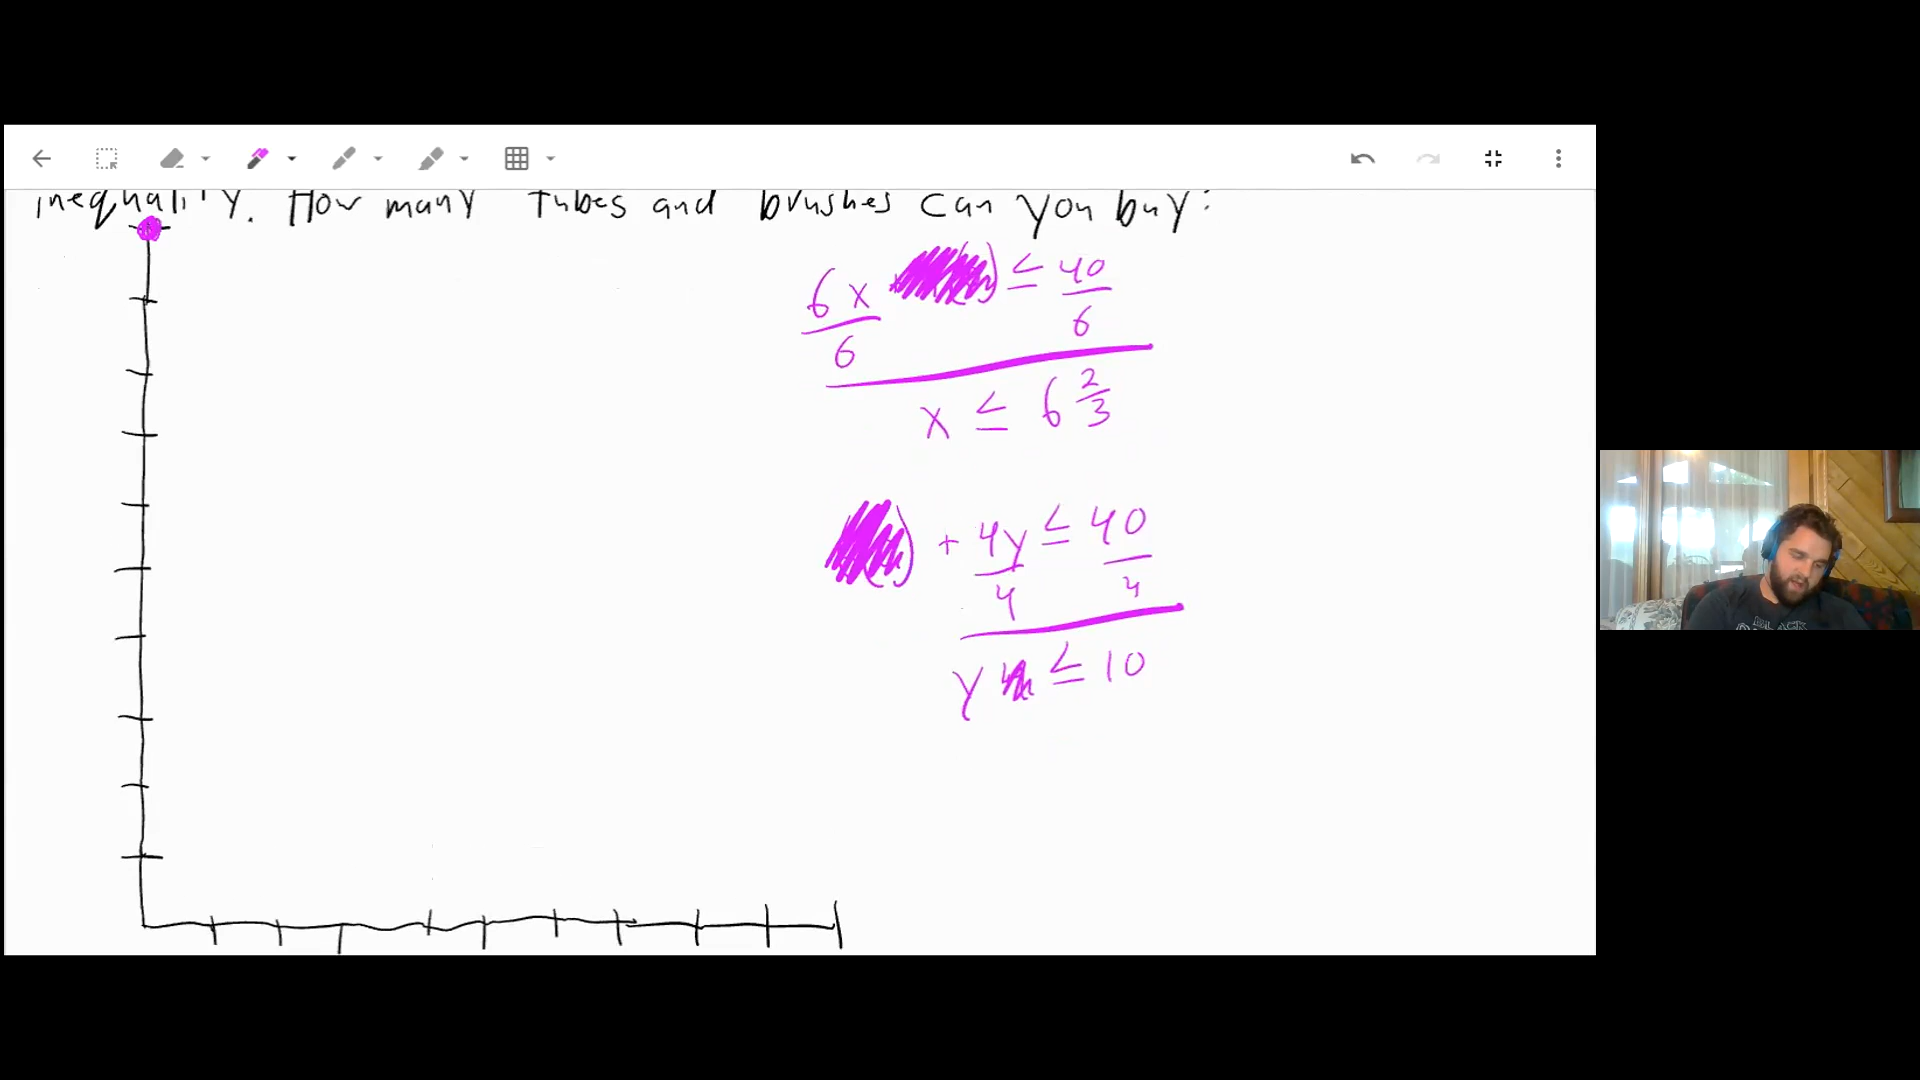 inequality. How many tubes and brushes can you buy?
6x ≤ 40
6 6
x ≤ 6 2/3
+ 4y ≤ 40
4 4
y ≤ 10
BLACK